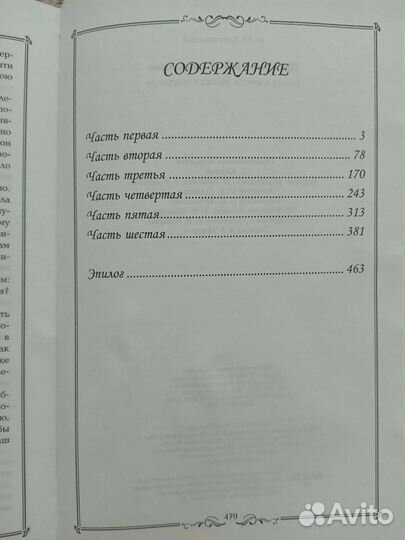 СОДЕРЖАНИЕ
Часть первая ........................................ 3
Часть вторая ........................................ 78
Часть третья ........................................ 170
Часть четвертая ........................................ 243
Часть пятая ........................................ 313
Часть шестая ........................................ 381
Эпилог ........................................ 463
479
Avito